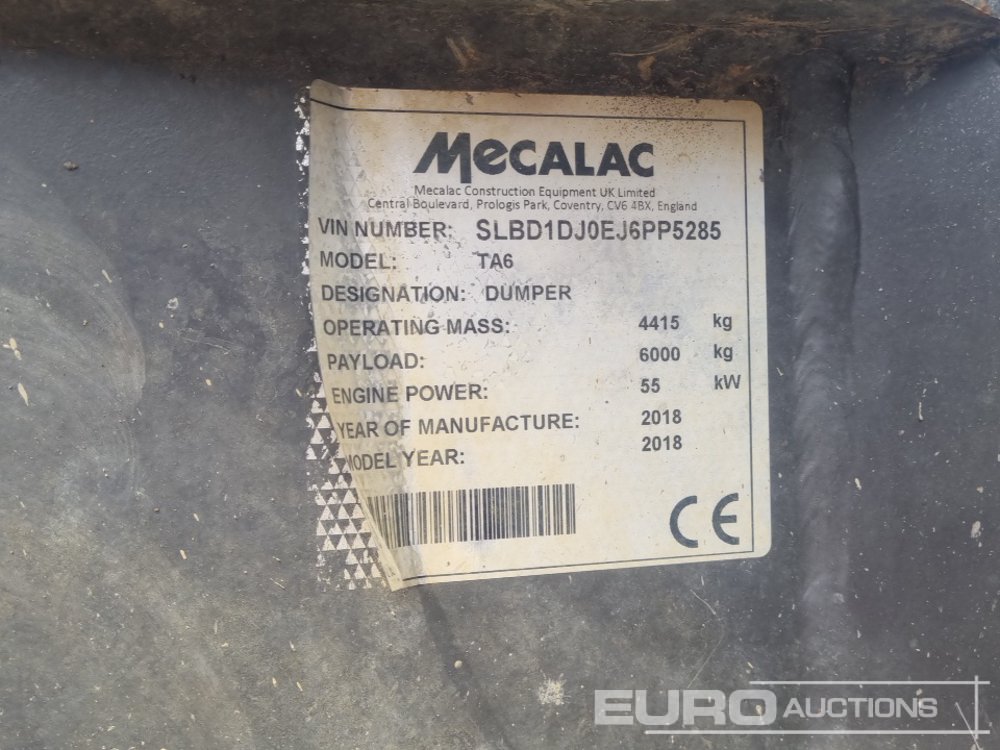 MeCALAC
Mecalac Construction Equipment UK Limited
Central Boulevard, Prologis Park, Coventry, CV6 4BX, England
VIN NUMBER: SLBD1DJ0EJ6PP5285
MODEL: TA6
DESIGNATION: DUMPER
OPERATING MASS: 4415 kg
PAYLOAD: 6000 kg
ENGINE POWER: 55 kW
YEAR OF MANUFACTURE: 2018
MODEL YEAR: 2018
CE
EURO AUCTIONS